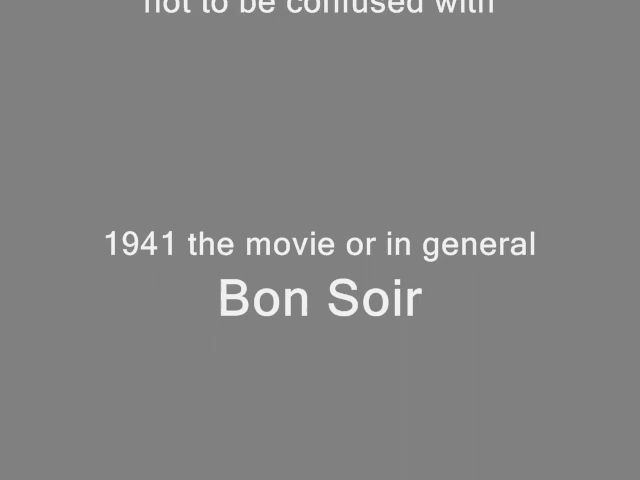 not to be confused with
1941 the movie or in general
Bon Soir